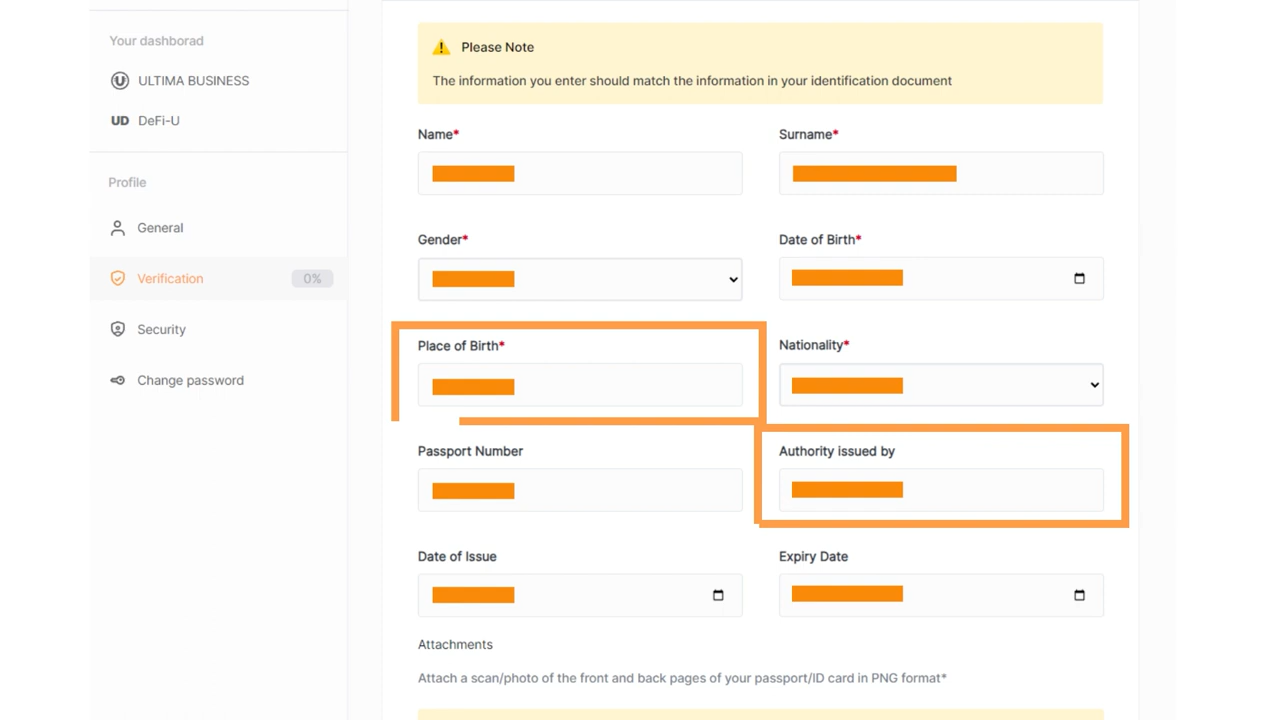 Your dashborad
ULTIMA BUSINESS
UD DeFi-U
Profile
General
Verification 0%
Security
Change password
Please Note
The information you enter should match the information in your identification document
Name* Surname*
Gender* Date of Birth*
Place of Birth* Nationality*
Passport Number Authority issued by
Date of Issue Expiry Date
Attachments
Attach a scan/photo of the front and back pages of your passport/ID card in PNG format*